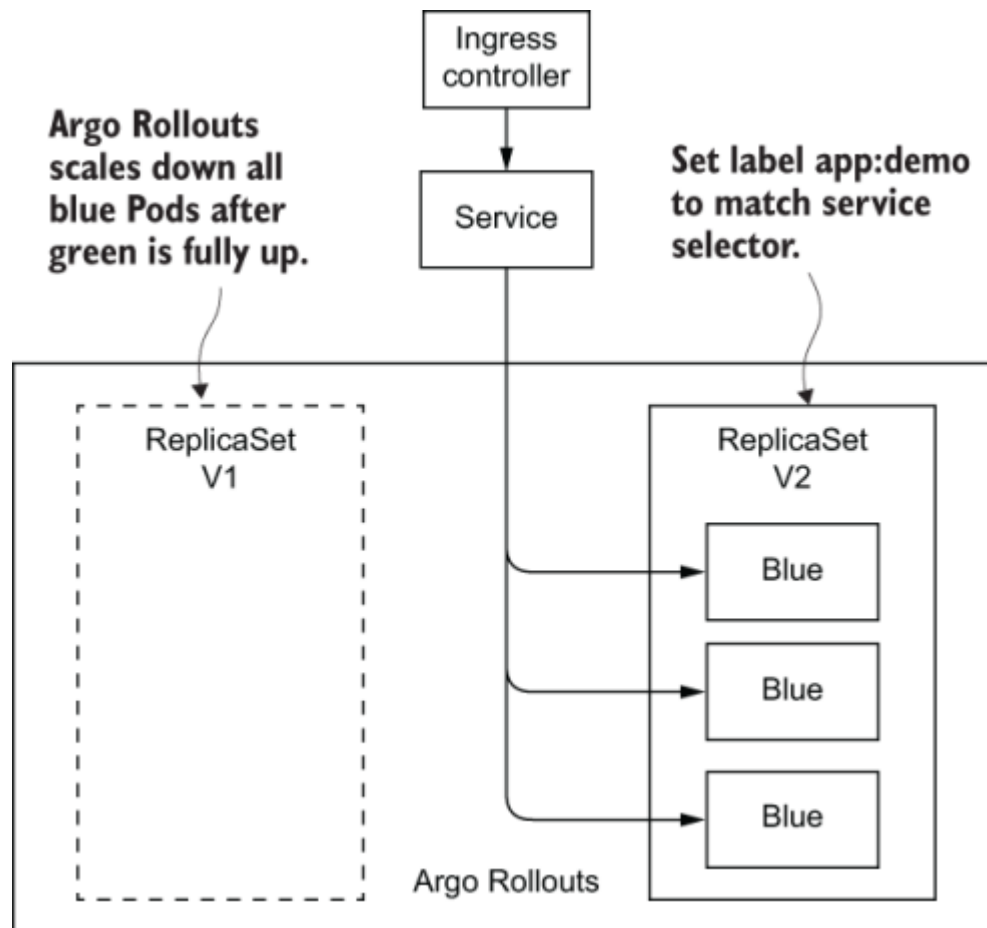 Ingress
controller
Argo Rollouts
scales down all
blue Pods after
green is fully up.
Service
Set label app:demo
to match service
selector.
ReplicaSet
V1
ReplicaSet
V2
Blue
Blue
Blue
Argo Rollouts